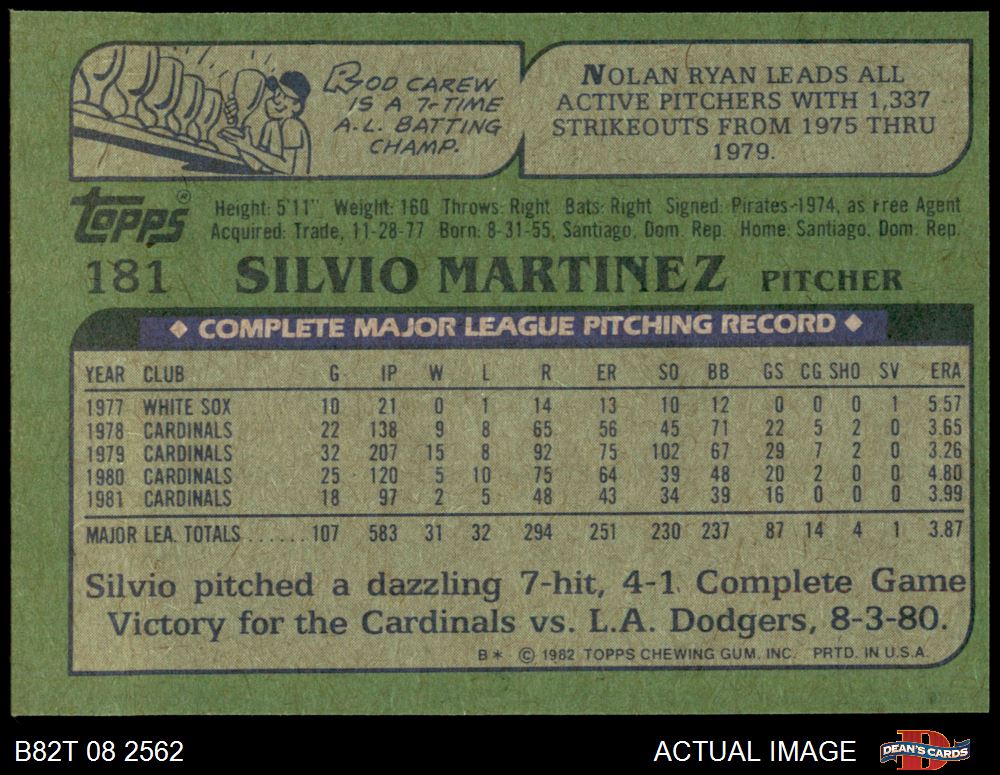 ROD CAREW
IS A 7-TIME
A.L. BATTING
CHAMP.
NOLAN RYAN LEADS ALL
ACTIVE PITCHERS WITH 1,337
STRIKEOUTS FROM 1975 THRU
1979.
TOPPS®
Height: 5'11" Weight: 160 Throws: Right Bats: Right Signed: Pirates-1974, as Free Agent
Acquired: Trade, 11-28-77 Born: 8-31-55, Santiago, Dom. Rep. Home: Santiago, Dom. Rep.
181 SILVIO MARTINEZ PITCHER
◆ COMPLETE MAJOR LEAGUE PITCHING RECORD ◆
YEAR CLUB G IP W L R ER SO BB GS CG SHO SV ERA
1977 WHITE SOX 10 21 0 1 14 13 10 12 0 0 0 1 5.57
1978 CARDINALS 22 138 9 8 65 56 45 71 22 5 2 0 3.65
1979 CARDINALS 32 207 15 8 92 75 102 67 29 7 2 0 3.26
1980 CARDINALS 25 120 5 10 75 64 39 48 20 2 0 0 4.80
1981 CARDINALS 18 97 2 5 48 43 34 39 16 0 0 0 3.99
MAJOR LEA. TOTALS ...... 107 583 31 32 294 251 230 237 87 14 4 1 3.87
Silvio pitched a dazzling 7-hit, 4-1 Complete Game
Victory for the Cardinals vs. L.A. Dodgers, 8-3-80.
B* © 1982 TOPPS CHEWING GUM, INC. PRTD. IN U.S.A.
B82T 08 2562 ACTUAL IMAGE DEAN'S CARDS